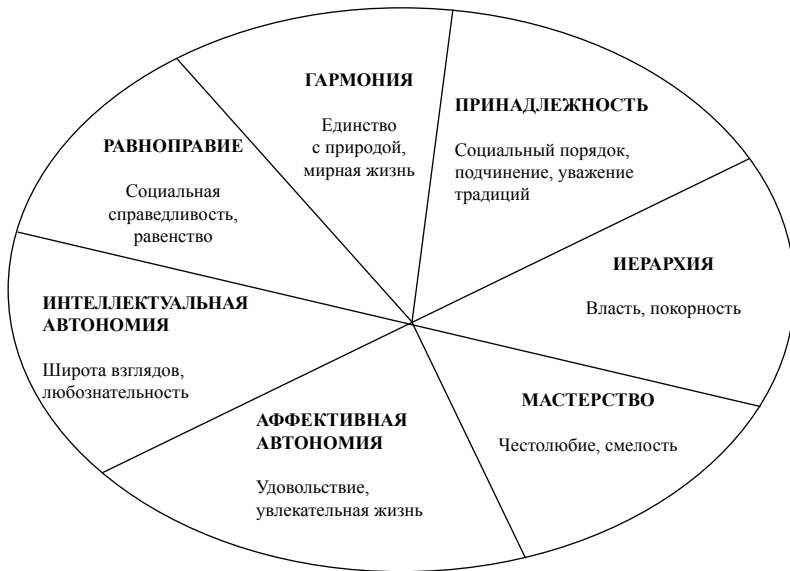 ГАРМОНИЯ
Единство
с природой,
мирная жизнь
ПРИНАДЛЕЖНОСТЬ
Социальный порядок,
подчинение, уважение
традиций
РАВНОПРАВИЕ
Социальная
справедливость,
равенство
ИЕРАРХИЯ
Власть, покорность
ИНТЕЛЛЕКТУАЛЬНАЯ
АВТОНОМИЯ
Широта взглядов,
любознательность
МАСТЕРСТВО
Честолюбие, смелость
АФФЕКТИВНАЯ
АВТОНОМИЯ
Удовольствие,
увлекательная жизнь